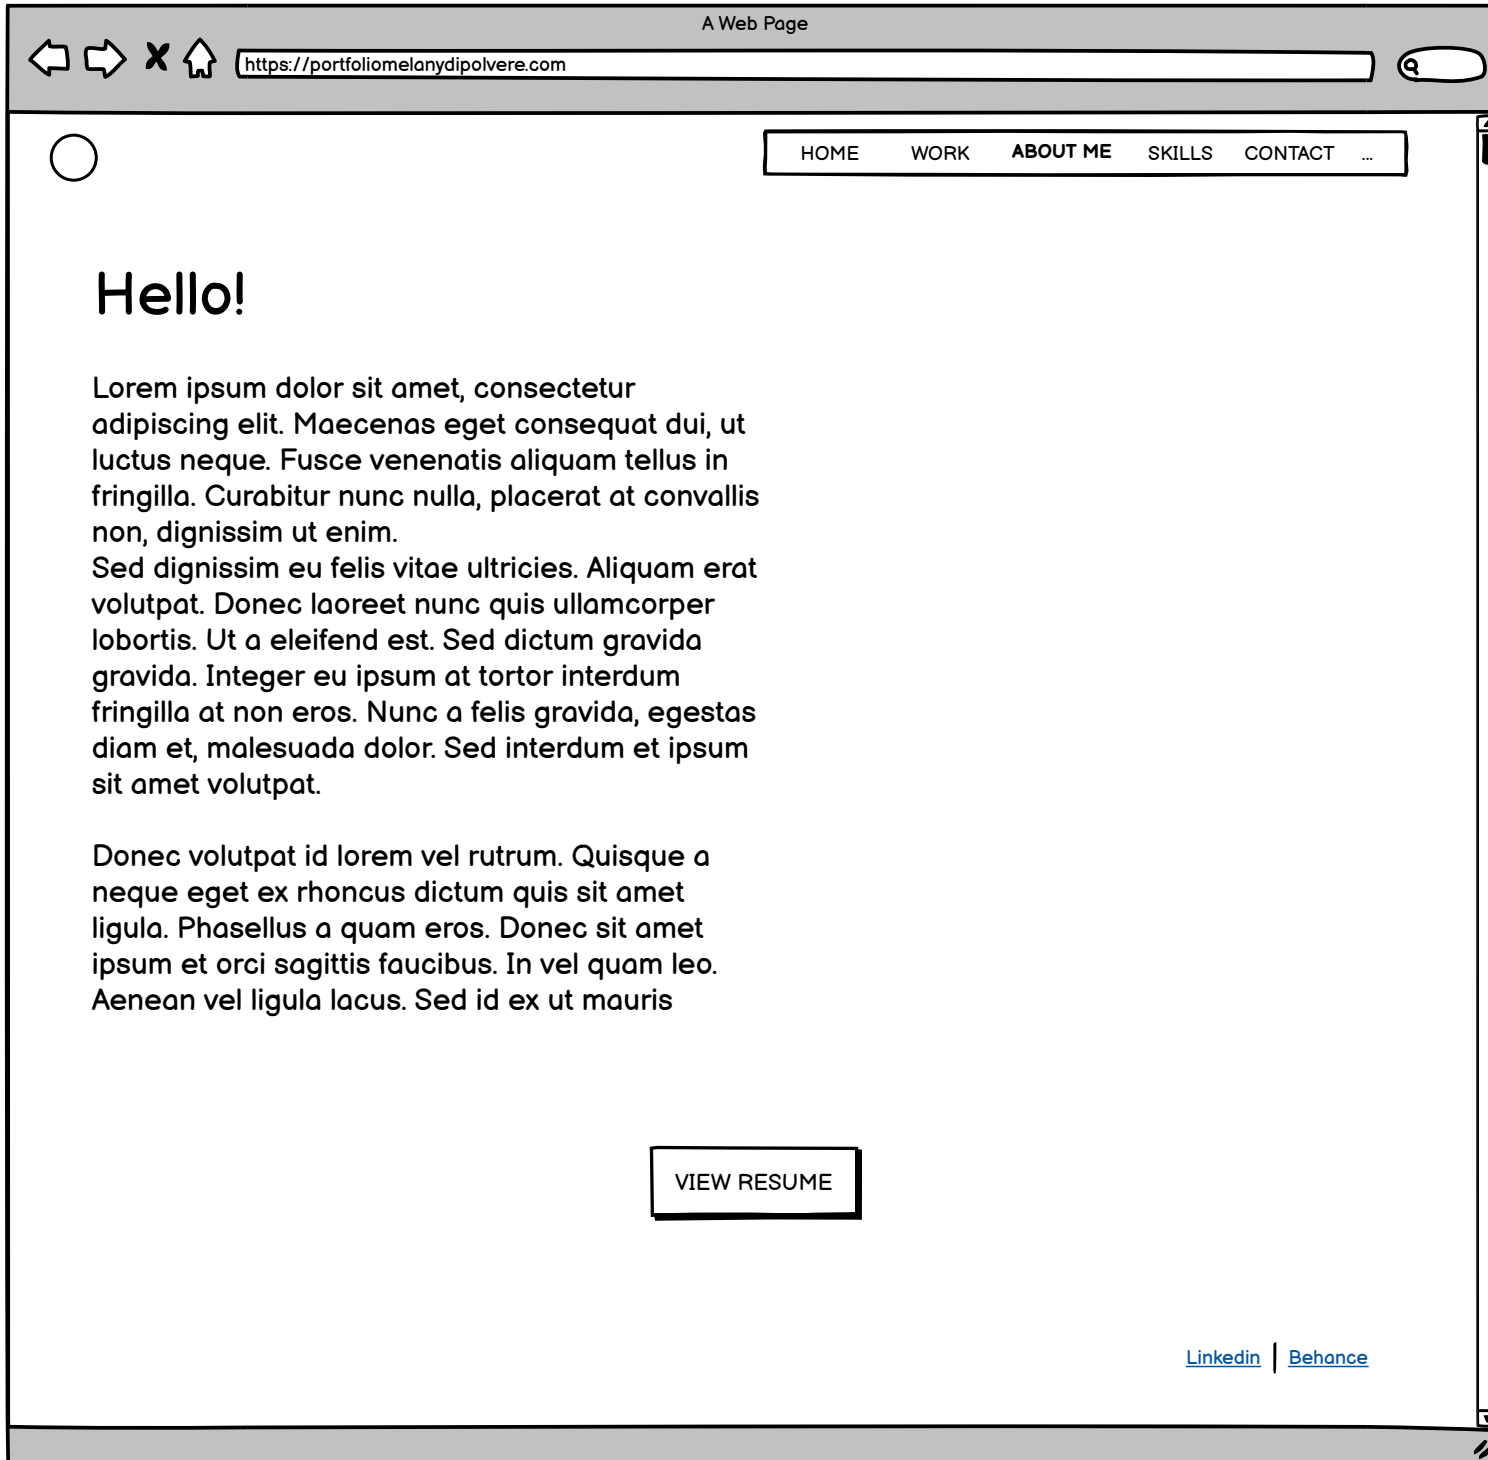 A Web Page
https://portfoliomelanydipolvere.com
HOME WORK ABOUT ME SKILLS CONTACT ...
Hello!
Lorem ipsum dolor sit amet, consectetur
adipiscing elit. Maecenas eget consequat dui, ut
luctus neque. Fusce venenatis aliquam tellus in
fringilla. Curabitur nunc nulla, placerat at convallis
non, dignissim ut enim.
Sed dignissim eu felis vitae ultricies. Aliquam erat
volutpat. Donec laoreet nunc quis ullamcorper
lobortis. Ut a eleifend est. Sed dictum gravida
gravida. Integer eu ipsum at tortor interdum
fringilla at non eros. Nunc a felis gravida, egestas
diam et, malesuada dolor. Sed interdum et ipsum
sit amet volutpat.
Donec volutpat id lorem vel rutrum. Quisque a
neque eget ex rhoncus dictum quis sit amet
ligula. Phasellus a quam eros. Donec sit amet
ipsum et orci sagittis faucibus. In vel quam leo.
Aenean vel ligula lacus. Sed id ex ut mauris
VIEW RESUME
Linkedin | Behance